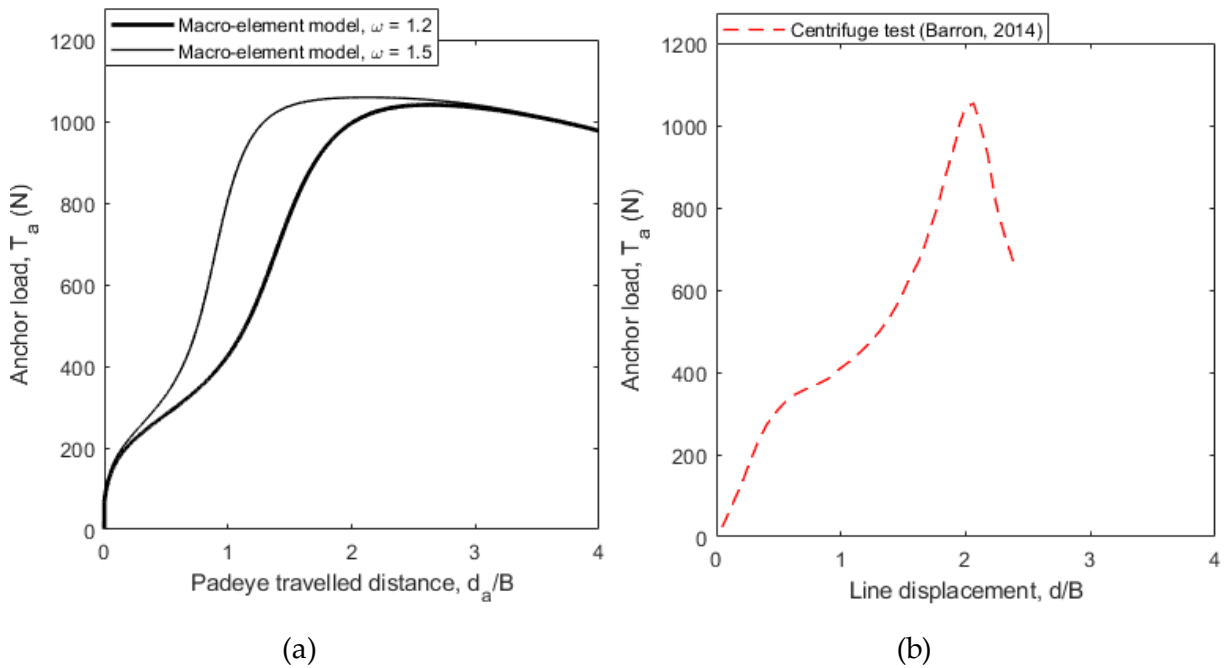 Macro-element model, ω = 1.2
Macro-element model, ω = 1.5
1200
1000
800
600
400
200
0
0 1 2 3 4
Anchor load, T_a (N)
Padeye travelled distance, d_a/B
(a)
Centrifuge test (Barron, 2014)
1200
1000
800
600
400
200
0
0 1 2 3 4
Anchor load, T_a (N)
Line displacement, d/B
(b)